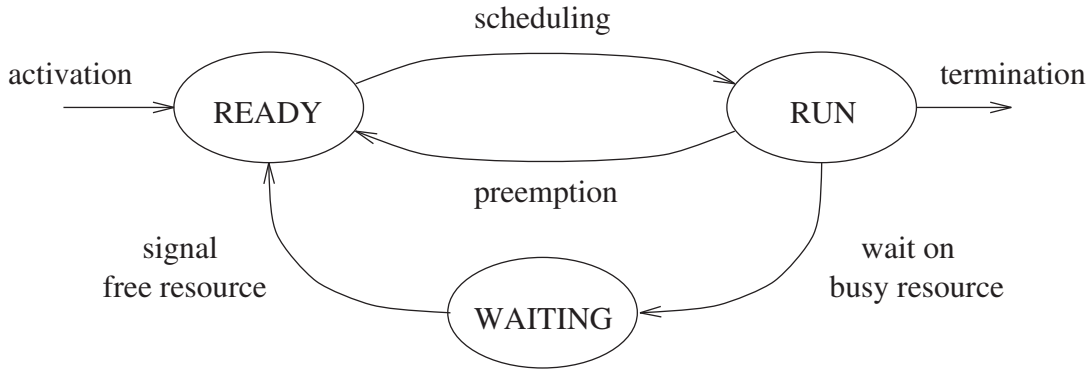 scheduling
activation
termination
READY
RUN
preemption
signal
free resource
wait on
busy resource
WAITING